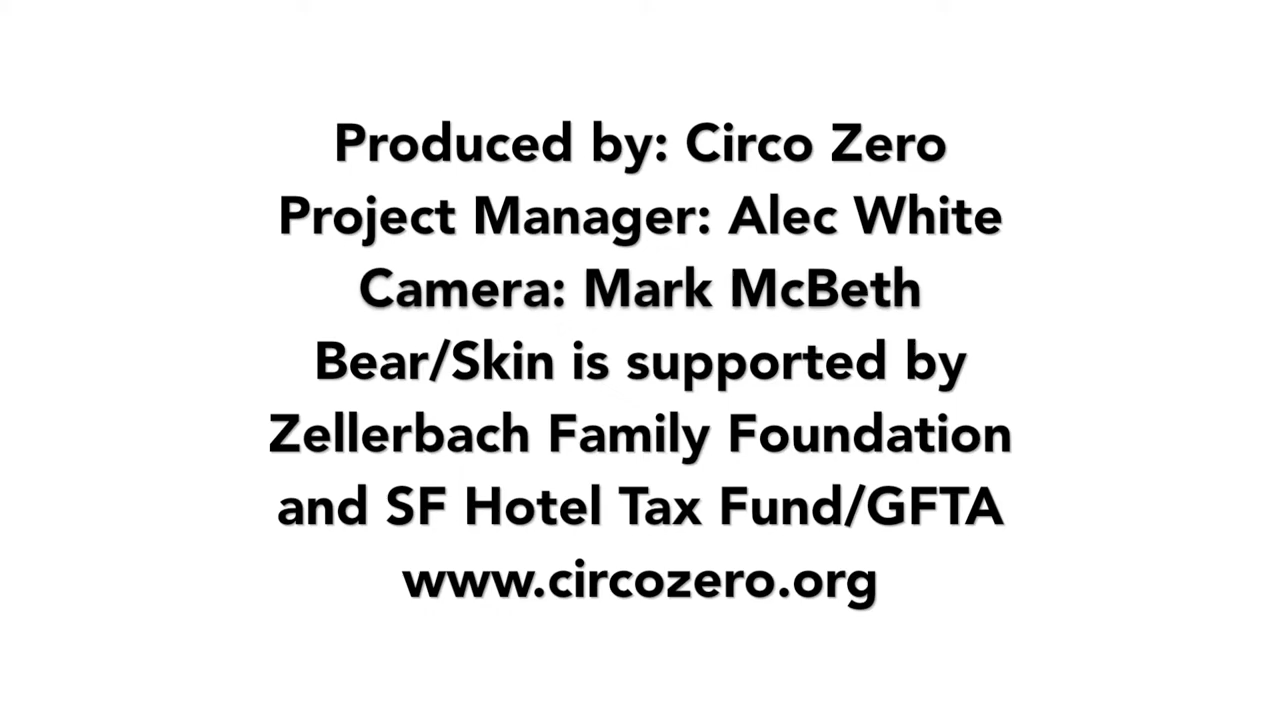 Produced by: Circo Zero
Project Manager: Alec White
Camera: Mark McBeth
Bear/Skin is supported by
Zellerbach Family Foundation
and SF Hotel Tax Fund/GFTA
www.circozero.org